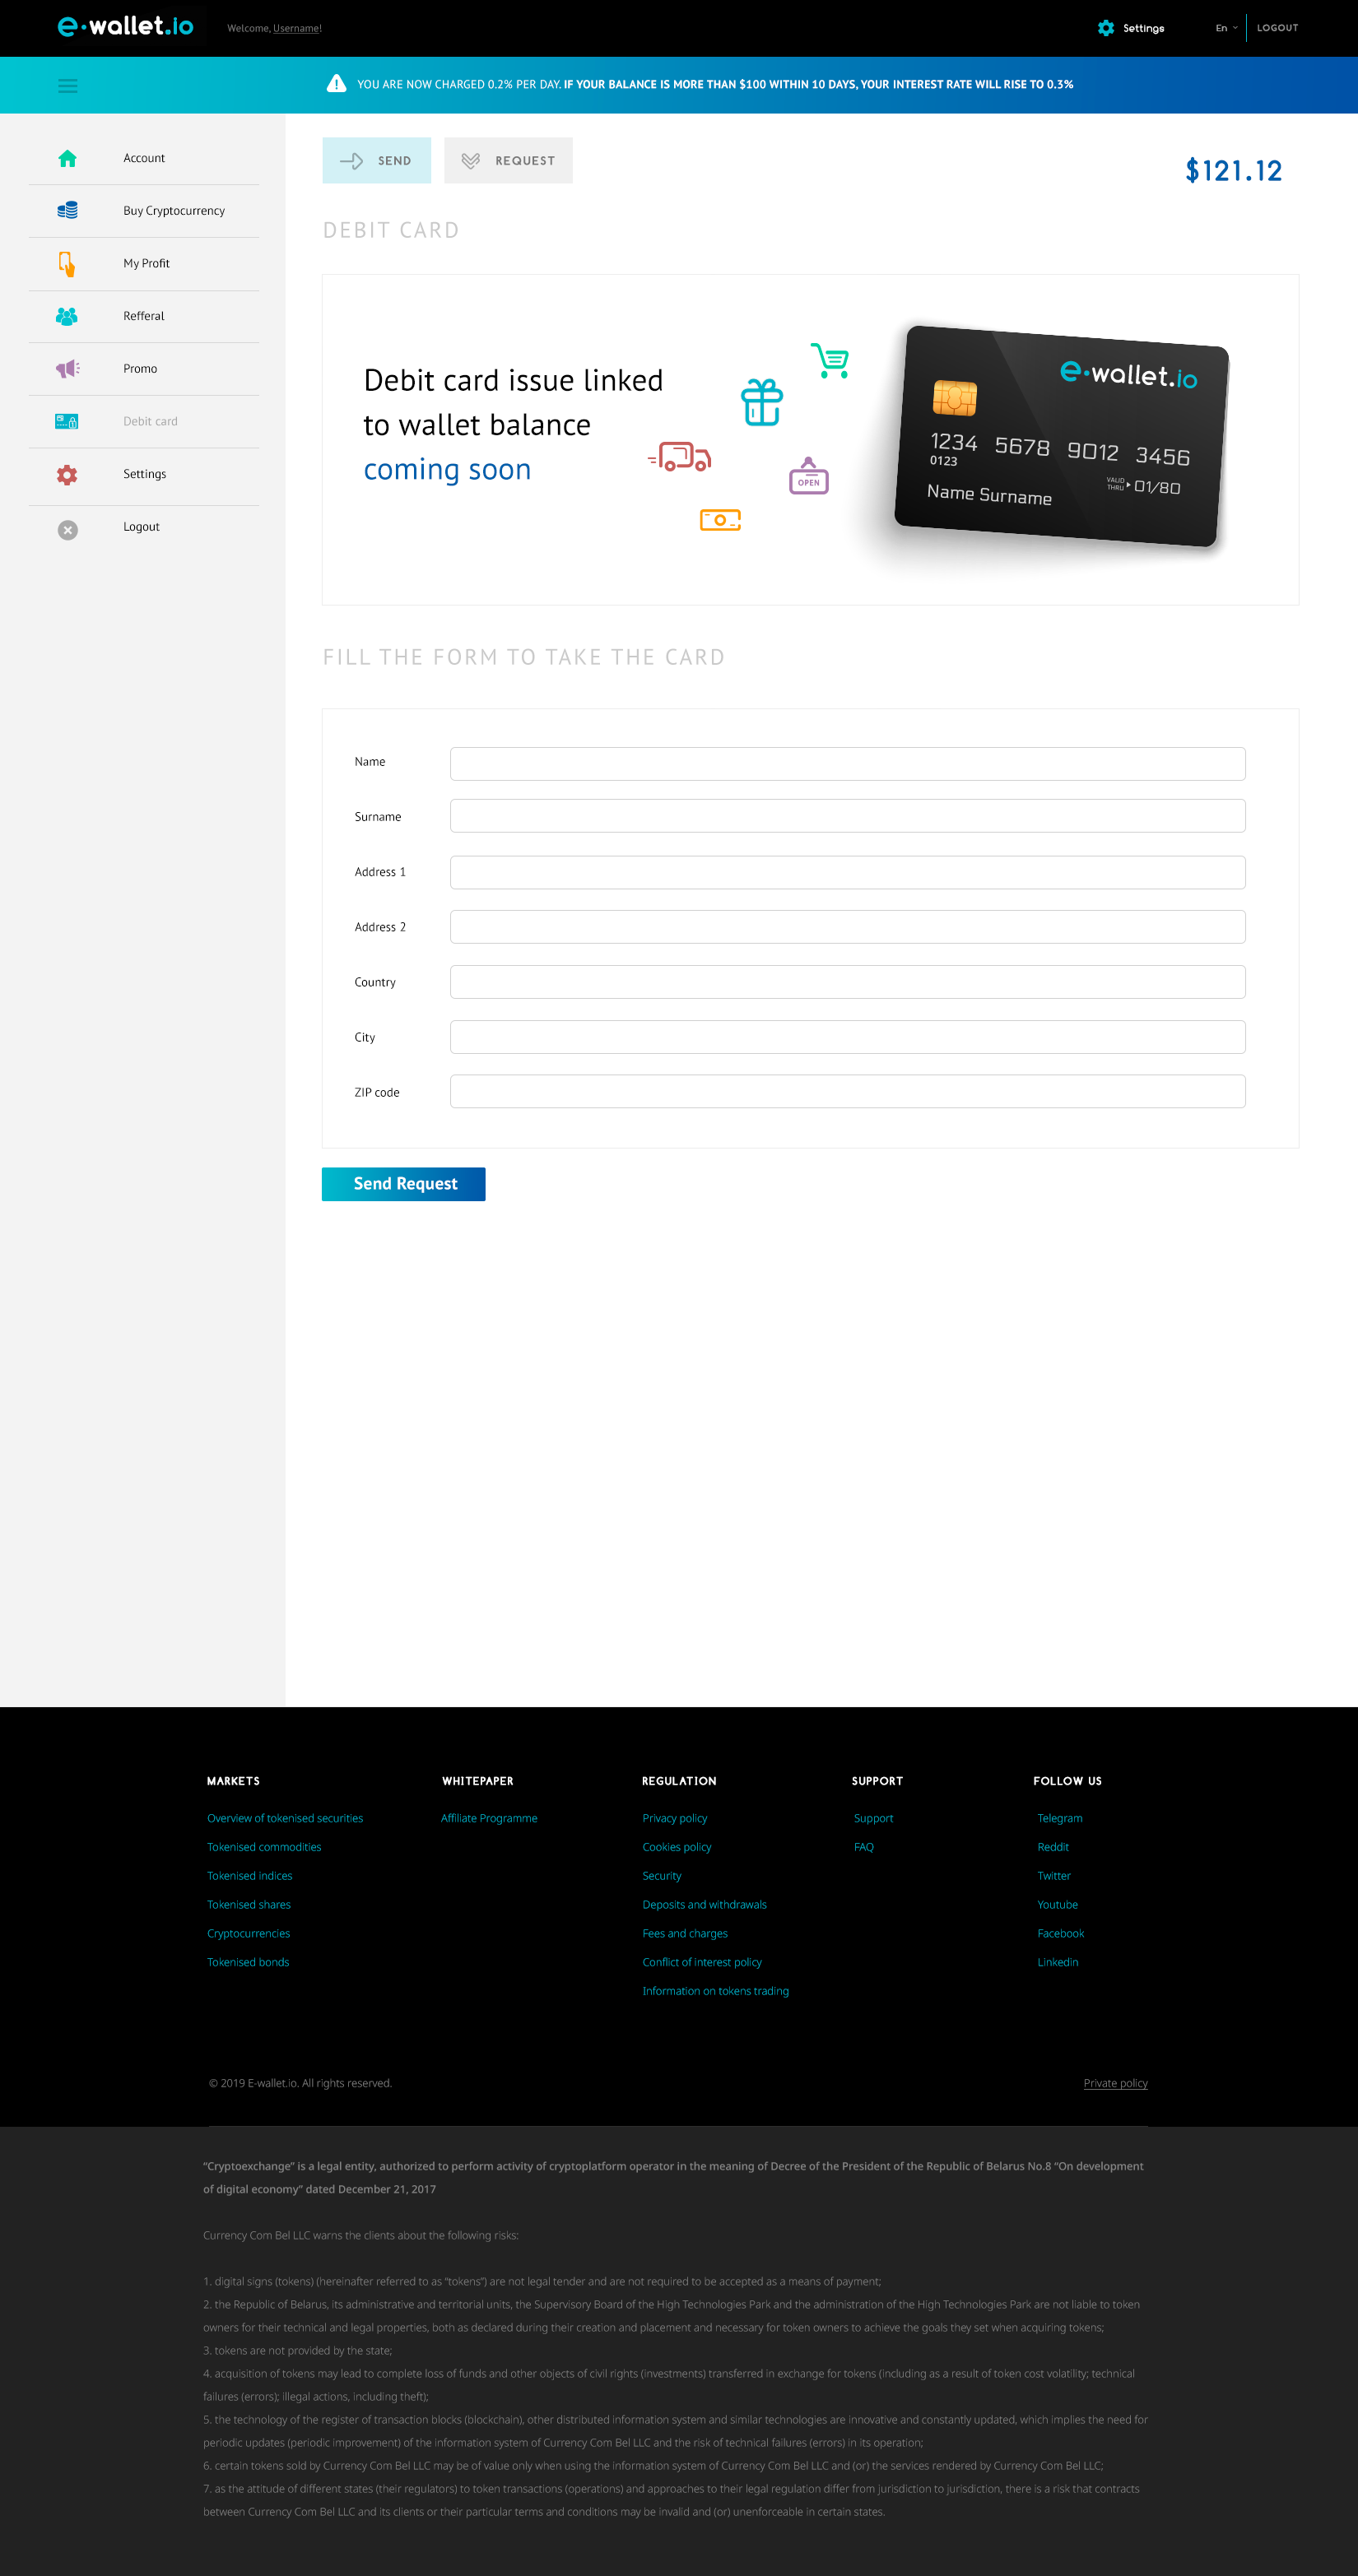 e·wallet.io
Welcome, Username!
Settings
En
LOGOUT
YOU ARE NOW CHARGED 0.2% PER DAY. IF YOUR BALANCE IS MORE THAN $100 WITHIN 10 DAYS, YOUR INTEREST RATE WILL RISE TO 0.3%
Account
Buy Cryptocurrency
My Profit
Refferal
Promo
Debit card
Settings
Logout
SEND
REQUEST
$121.12
DEBIT CARD
Debit card issue linked
to wallet balance
coming soon
OPEN
e·wallet.io
1234 5678 9012 3456
0123
VALID
THRU
01/80
Name Surname
FILL THE FORM TO TAKE THE CARD
Name
Surname
Address 1
Address 2
Country
City
ZIP code
Send Request
MARKETS
Overview of tokenised securities
Tokenised commodities
Tokenised indices
Tokenised shares
Cryptocurrencies
Tokenised bonds
WHITEPAPER
Affiliate Programme
REGULATION
Privacy policy
Cookies policy
Security
Deposits and withdrawals
Fees and charges
Conflict of interest policy
Information on tokens trading
SUPPORT
Support
FAQ
FOLLOW US
Telegram
Reddit
Twitter
Youtube
Facebook
Linkedin
© 2019 E-wallet.io. All rights reserved.
Private policy
“Cryptoexchange” is a legal entity, authorized to perform activity of cryptoplatform operator in the meaning of Decree of the President of the Republic of Belarus No.8 “On development
of digital economy” dated December 21, 2017
Currency Com Bel LLC warns the clients about the following risks:
1. digital signs (tokens) (hereinafter referred to as “tokens”) are not legal tender and are not required to be accepted as a means of payment;
2. the Republic of Belarus, its administrative and territorial units, the Supervisory Board of the High Technologies Park and the administration of the High Technologies Park are not liable to token
owners for their technical and legal properties, both as declared during their creation and placement and necessary for token owners to achieve the goals they set when acquiring tokens;
3. tokens are not provided by the state;
4. acquisition of tokens may lead to complete loss of funds and other objects of civil rights (investments) transferred in exchange for tokens (including as a result of token cost volatility; technical
failures (errors); illegal actions, including theft);
5. the technology of the register of transaction blocks (blockchain), other distributed information system and similar technologies are innovative and constantly updated, which implies the need for
periodic updates (periodic improvement) of the information system of Currency Com Bel LLC and the risk of technical failures (errors) in its operation;
6. certain tokens sold by Currency Com Bel LLC may be of value only when using the information system of Currency Com Bel LLC and (or) the services rendered by Currency Com Bel LLC;
7. as the attitude of different states (their regulators) to token transactions (operations) and approaches to their legal regulation differ from jurisdiction to jurisdiction, there is a risk that contracts
between Currency Com Bel LLC and its clients or their particular terms and conditions may be invalid and (or) unenforceable in certain states.